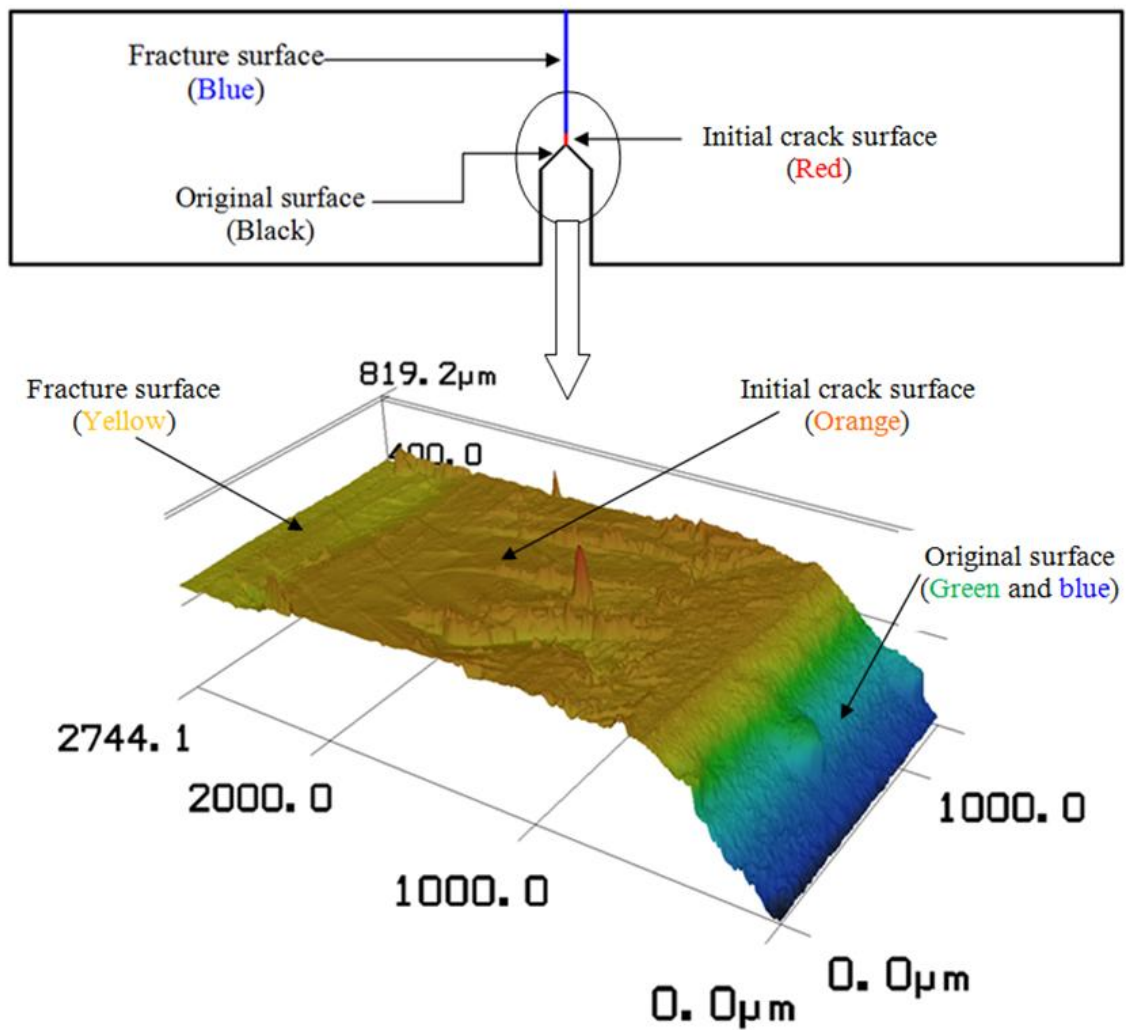 Fracture surface
(Blue)
Initial crack surface
(Red)
Original surface
(Black)
819.2μm
Fracture surface
(Yellow)
Initial crack surface
(Orange)
400.0
Original surface
(Green and blue)
2744.1
2000.0
1000.0
1000.0
0.0μm
0.0μm